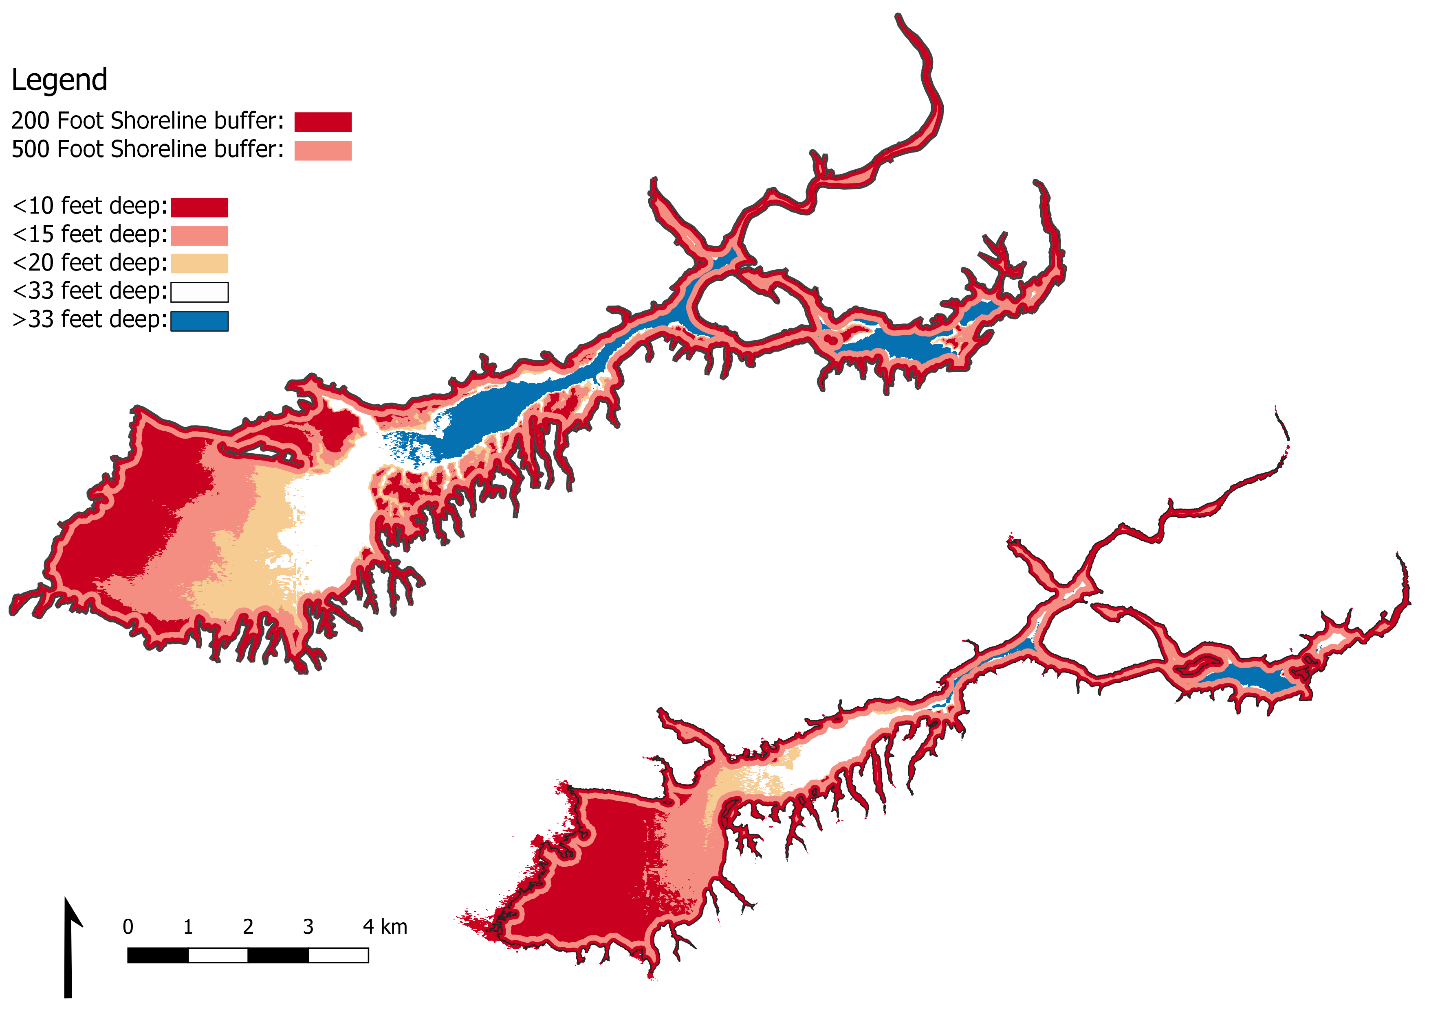 Legend
200 Foot Shoreline buffer:
500 Foot Shoreline buffer:
<10 feet deep:
<15 feet deep:
<20 feet deep:
<33 feet deep:
>33 feet deep:
0 1 2 3 4 km